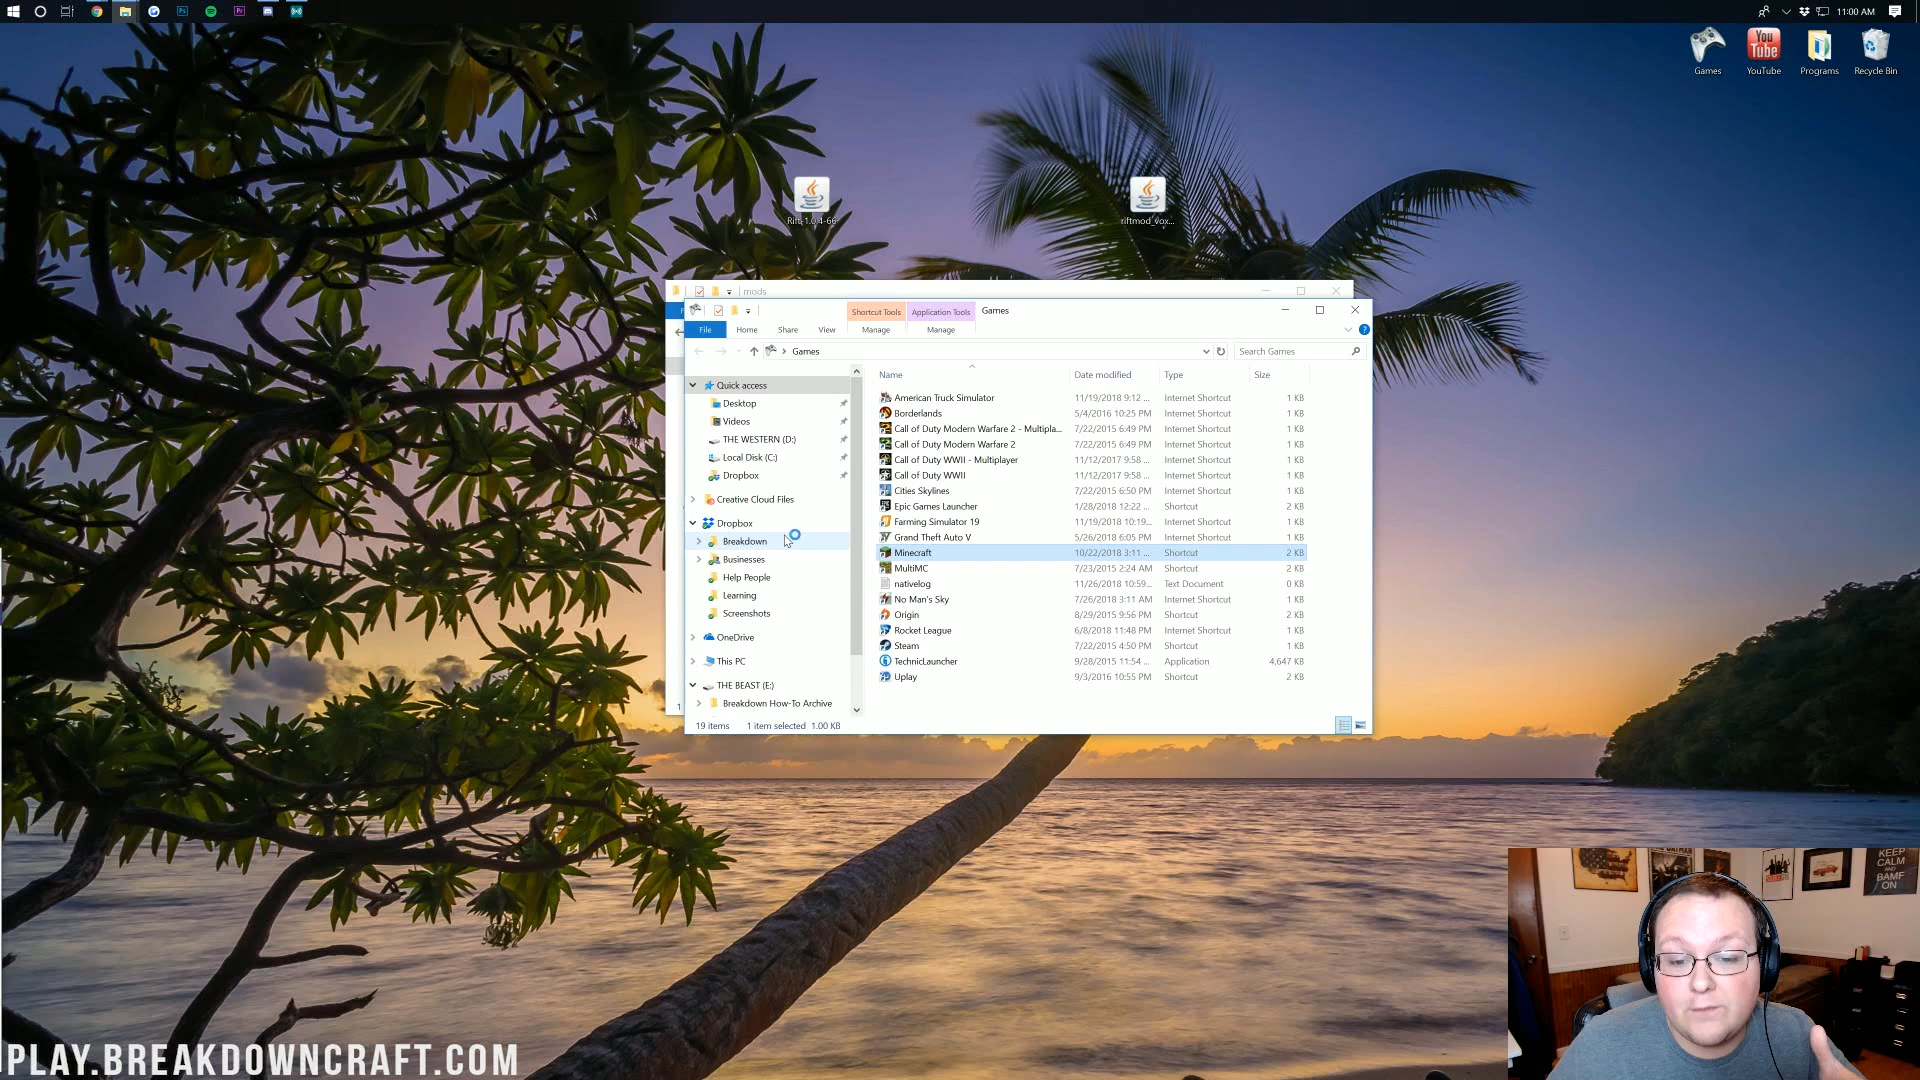 11:00 AM
Games
YouTube
Programs
Recycle Bin
Rift-1.0.4-66
riftmod_vox...
mods
Shortcut Tools
Application Tools
Games
File
Home
Share
View
Manage
Manage
Games
Search Games
Name
Date modified
Type
Size
Quick access
Desktop
Videos
THE WESTERN (D:)
Local Disk (C:)
Dropbox
Creative Cloud Files
Dropbox
Breakdown
Businesses
Help People
Learning
Screenshots
OneDrive
This PC
THE BEAST (E:)
Breakdown How-To Archive
American Truck Simulator 11/19/2018 9:12 ... Internet Shortcut 1 KB
Borderlands 5/4/2016 10:25 PM Internet Shortcut 1 KB
Call of Duty Modern Warfare 2 - Multipla... 7/22/2015 6:49 PM Internet Shortcut 1 KB
Call of Duty Modern Warfare 2 7/22/2015 6:49 PM Internet Shortcut 1 KB
Call of Duty WWII - Multiplayer 11/12/2017 9:58 ... Internet Shortcut 1 KB
Call of Duty WWII 11/12/2017 9:58 ... Internet Shortcut 1 KB
Cities Skylines 7/22/2015 6:50 PM Internet Shortcut 1 KB
Epic Games Launcher 1/28/2018 12:22 ... Shortcut 2 KB
Farming Simulator 19 11/19/2018 10:19... Internet Shortcut 1 KB
Grand Theft Auto V 5/26/2018 6:05 PM Internet Shortcut 1 KB
Minecraft 10/22/2018 3:11 ... Shortcut 2 KB
MultiMC 7/23/2015 2:24 AM Shortcut 2 KB
nativelog 11/26/2018 10:59... Text Document 0 KB
No Man's Sky 7/26/2018 3:11 AM Internet Shortcut 1 KB
Origin 8/29/2015 9:56 PM Shortcut 2 KB
Rocket League 6/8/2018 11:48 PM Internet Shortcut 1 KB
Steam 7/22/2015 4:50 PM Shortcut 1 KB
TechnicLauncher 9/28/2015 11:54 ... Application 4,647 KB
Uplay 9/3/2016 10:55 PM Shortcut 2 KB
19 items
1 item selected 1.00 KB
KEEP
CALM
AND
BAMF
ON
PLAY.BREAKDOWNCRAFT.COM